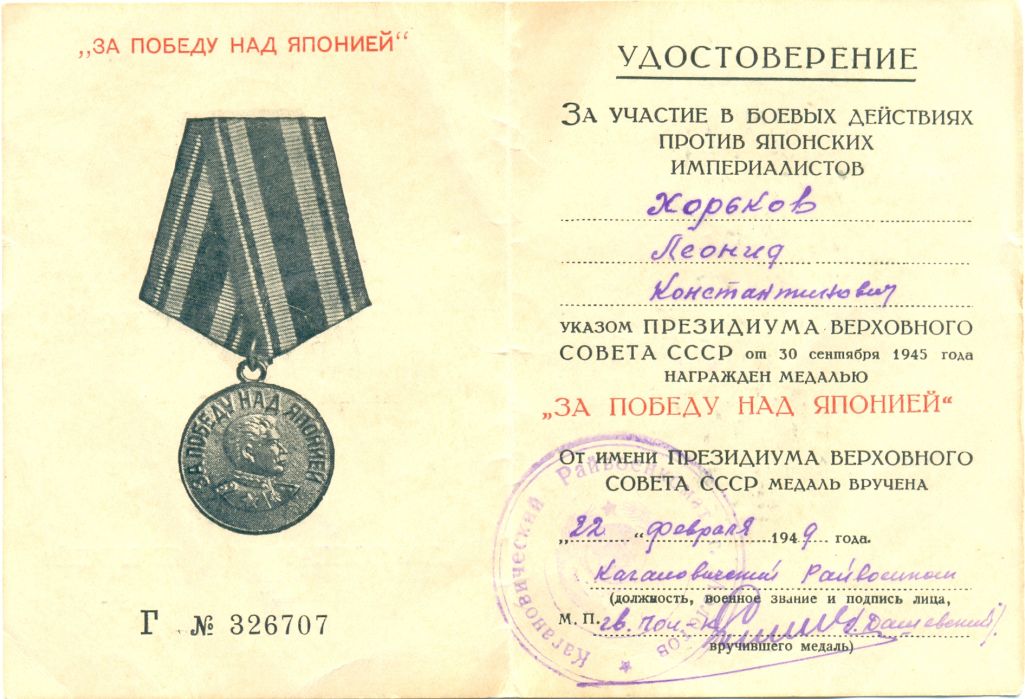 „ЗА ПОБЕДУ НАД ЯПОНИЕЙ“
ЗА ПОБЕДУ НАД ЯПОНИЕЙ
Г № 326707
УДОСТОВЕРЕНИЕ
ЗА УЧАСТИЕ В БОЕВЫХ ДЕЙСТВИЯХ
ПРОТИВ ЯПОНСКИХ
ИМПЕРИАЛИСТОВ
Хорьков
Леонид
Константинович
УКАЗОМ ПРЕЗИДИУМА ВЕРХОВНОГО
СОВЕТА СССР от 30 сентября 1945 года
НАГРАЖДЕН МЕДАЛЬЮ
„ЗА ПОБЕДУ НАД ЯПОНИЕЙ“
ОТ ИМЕНИ ПРЕЗИДИУМА ВЕРХОВНОГО
СОВЕТА СССР МЕДАЛЬ ВРУЧЕНА
„22“ февраля 1949 года.
Кагановичский Райвоенком
(должность, военное звание и подпись лица,
М. П. гв.
вручившего медаль)
Кагановический